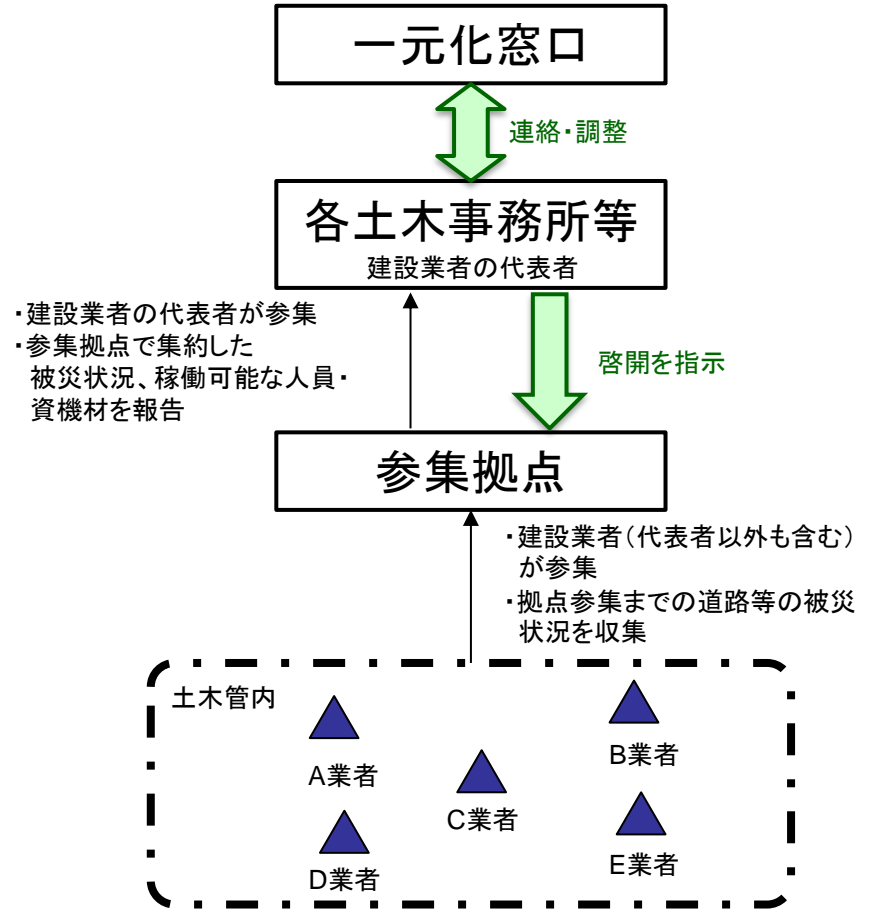 一元化窓口
連絡・調整
各土木事務所等
建設業者の代表者
・建設業者の代表者が参集
・参集拠点で集約した
被災状況、稼働可能な人員・
資機材を報告
啓開を指示
参集拠点
・建設業者(代表者以外も含む)
が参集
・拠点参集までの道路等の被災
状況を収集
土木管内
A業者
B業者
C業者
D業者
E業者